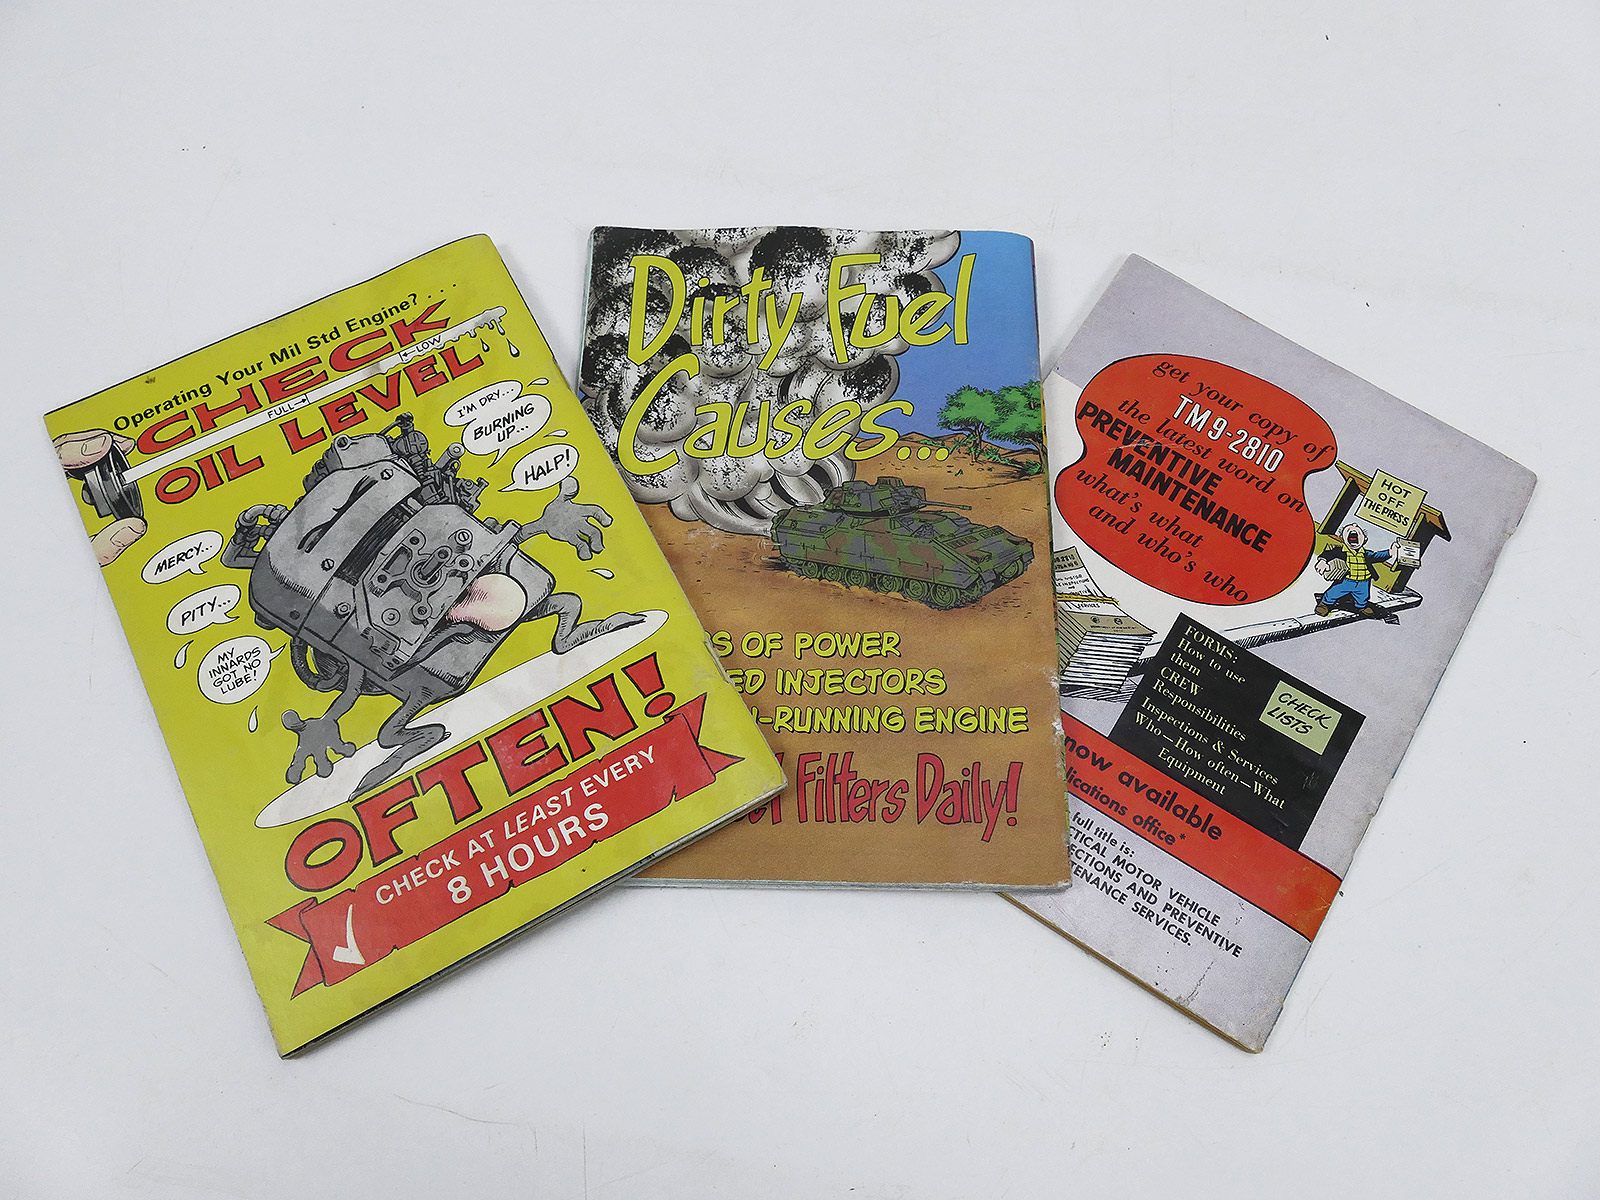 Operating Your Mil Std Engine?...
CHECK
←LOW
FULL→
OIL LEVEL
I'M DRY...
BURNING
UP...
HALP!
MERCY...
PITY...
MY
INNARDS
GOT NO
LUBE!
OFTEN!
CHECK AT LEAST EVERY
8 HOURS
Dirty Fuel
Causes...
OF POWER
INJECTORS
-RUNNING ENGINE
Filters Daily!
get your copy of
TM 9-2810
the latest word on
PREVENTIVE
MAINTENANCE
what's what
and who's who
HOT
OFF
THE PRESS
FORMS:
How to use
them
CREW
Responsibilities
Inspections & Services
Who—How often—What
Equipment
CHECK
LISTS
now available
office*
full title is:
MOTOR VEHICLE
AND PREVENTIVE
SERVICES.